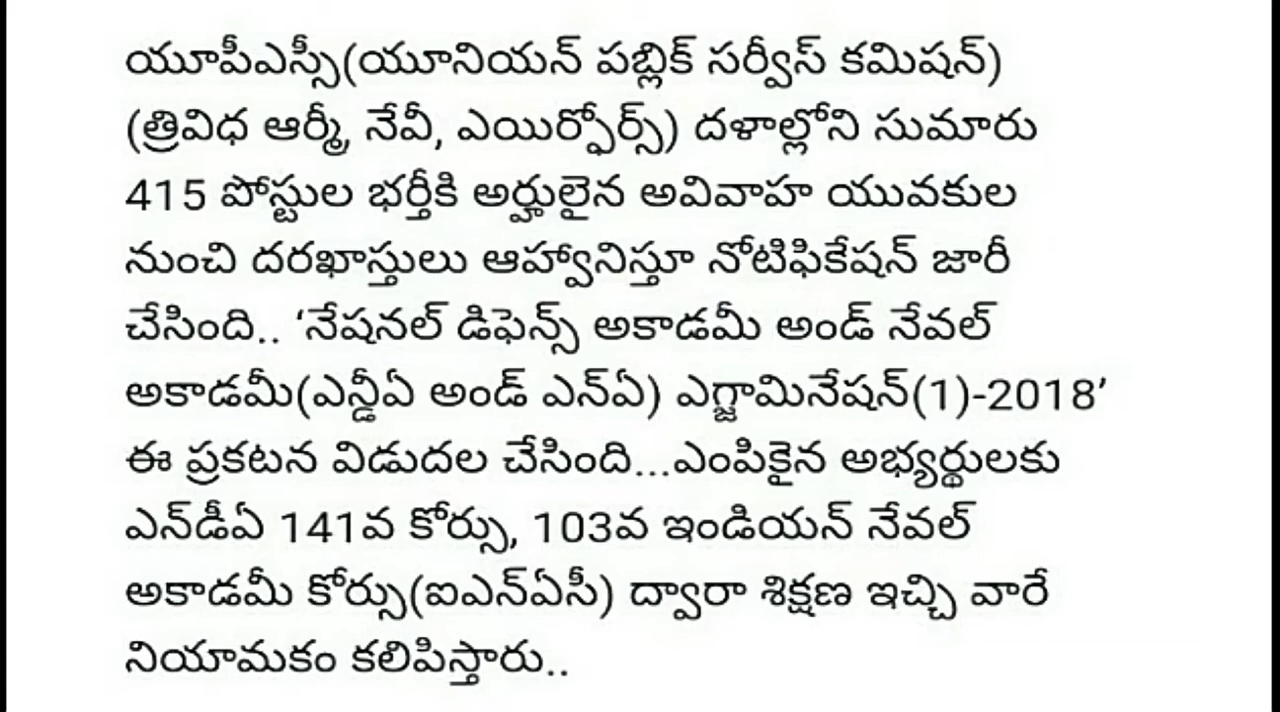 యూపీఎస్సీ(యూనియన్ పబ్లిక్ సర్వీస్ కమిషన్)
(త్రివిధ ఆర్మీ, నేవీ, ఎయిర్ఫోర్స్) దళాల్లోని సుమారు
415 పోస్టుల భర్తీకి అర్హులైన అవివాహ యువకుల
నుంచి దరఖాస్తులు ఆహ్వానిస్తూ నోటిఫికేషన్ జారీ
చేసింది.. ‘నేషనల్ డిఫెన్స్ అకాడమీ అండ్ నేవల్
అకాడమీ(ఎన్డీఏ అండ్ ఎన్ఏ) ఎగ్జామినేషన్(1)-2018’
ఈ ప్రకటన విడుదల చేసింది...ఎంపికైన అభ్యర్థులకు
ఎన్‌డీఏ 141వ కోర్సు, 103వ ఇండియన్ నేవల్
అకాడమీ కోర్సు(ఐఎన్ఏసీ) ద్వారా శిక్షణ ఇచ్చి వారే
నియామకం కలిపిస్తారు..